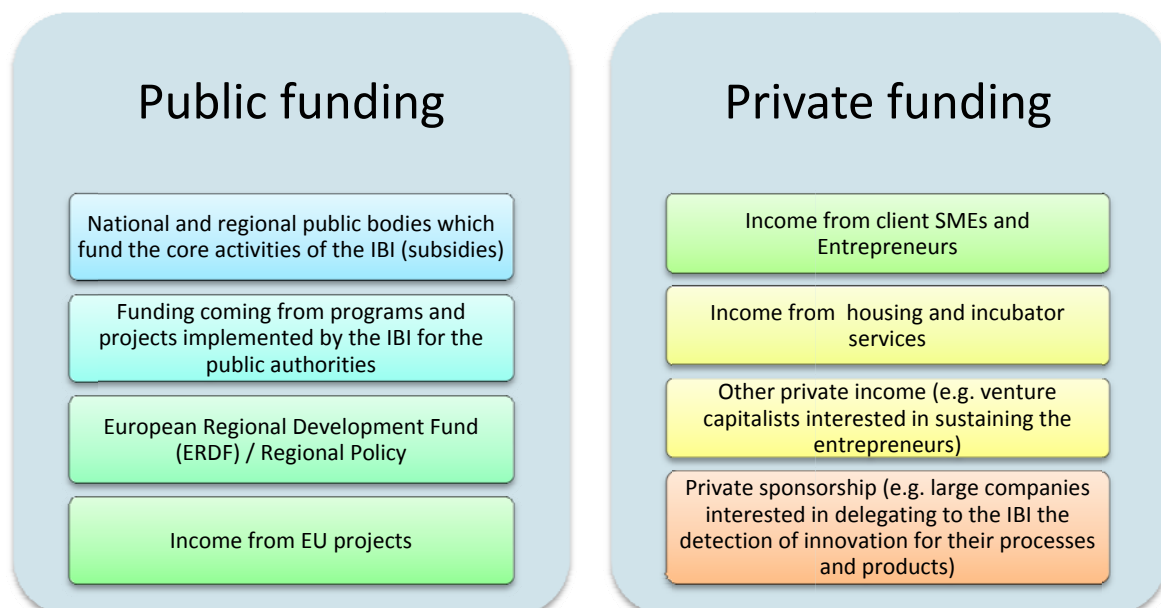 Public funding
National and regional public bodies which
fund the core activities of the IBI (subsidies)
Funding coming from programs and
projects implemented by the IBI for the
public authorities
European Regional Development Fund
(ERDF) / Regional Policy
Income from EU projects
Private funding
Income from client SMEs and
Entrepreneurs
Income from housing and incubator
services
Other private income (e.g. venture
capitalists interested in sustaining the
entrepreneurs)
Private sponsorship (e.g. large companies
interested in delegating to the IBI the
detection of innovation for their processes
and products)